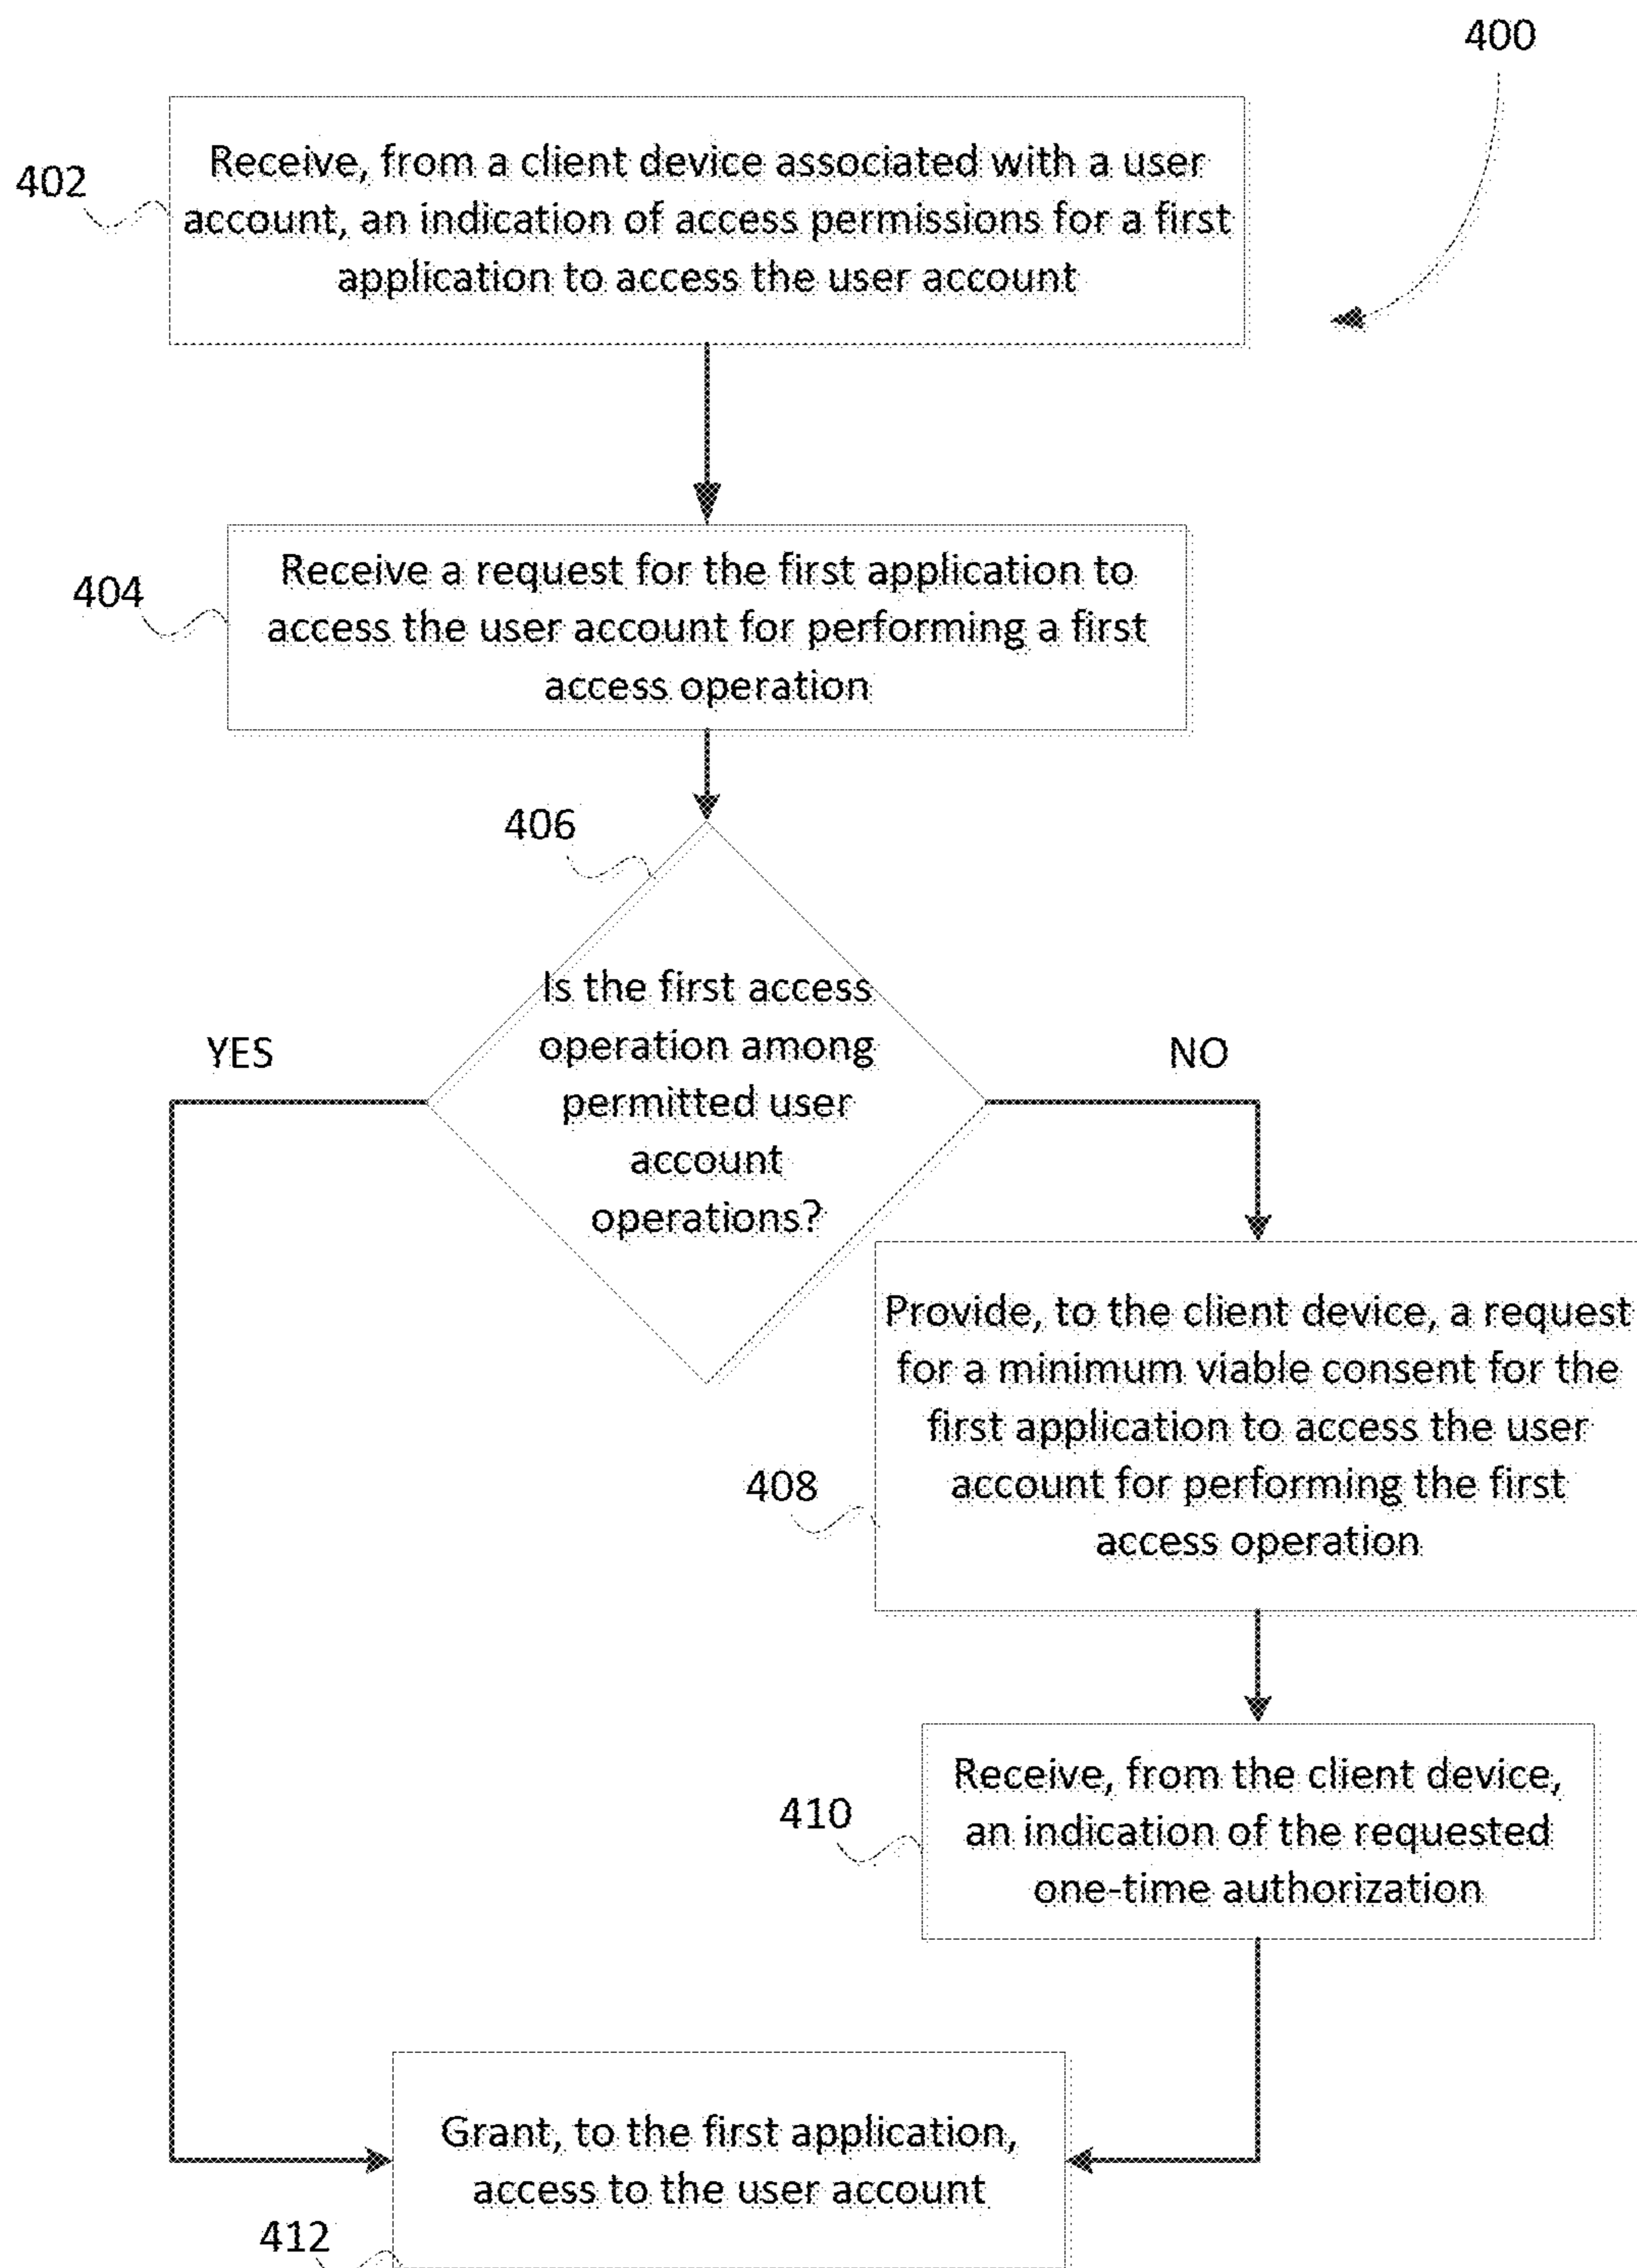 400
402
Receive, from a client device associated with a user
account, an indication of access permissions for a first
application to access the user account
404
Receive a request for the first application to
access the user account for performing a first
access operation
406
Is the first access
operation among
permitted user
account
operations?
YES
NO
408
Provide, to the client device, a request
for a minimum viable consent for the
first application to access the user
account for performing the first
access operation
410
Receive, from the client device,
an indication of the requested
one-time authorization
Grant, to the first application,
access to the user account
412